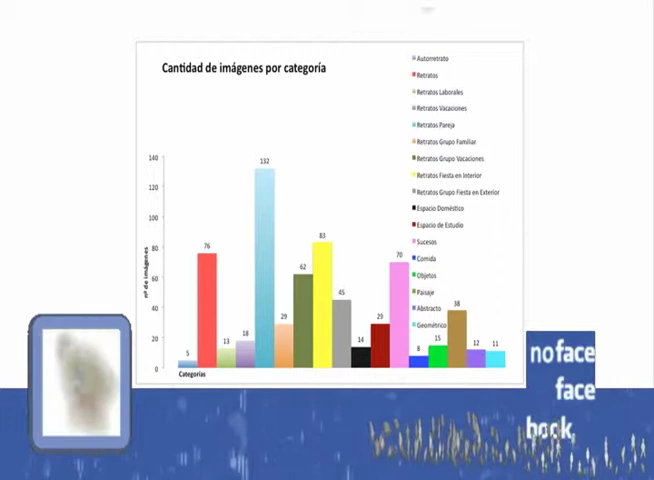 Cantidad de imágenes por categoría
Autorretrato
Retratos
Retratos Laborales
Retratos Vacaciones
Retratos Pareja
Retratos Grupo Familiar
Retratos Grupo Vacaciones
Retratos Fiesta en Interior
Retratos Grupo Fiesta en Exterior
Espacio Doméstico
Espacio de Estudio
Sucesos
Comida
Objetos
Paisaje
Abstracto
Geométrico
nº de imágenes
140
120
100
80
60
40
20
0
5
76
13
18
132
29
62
83
45
14
29
70
8
15
38
12
11
Categorías
noface
face
book